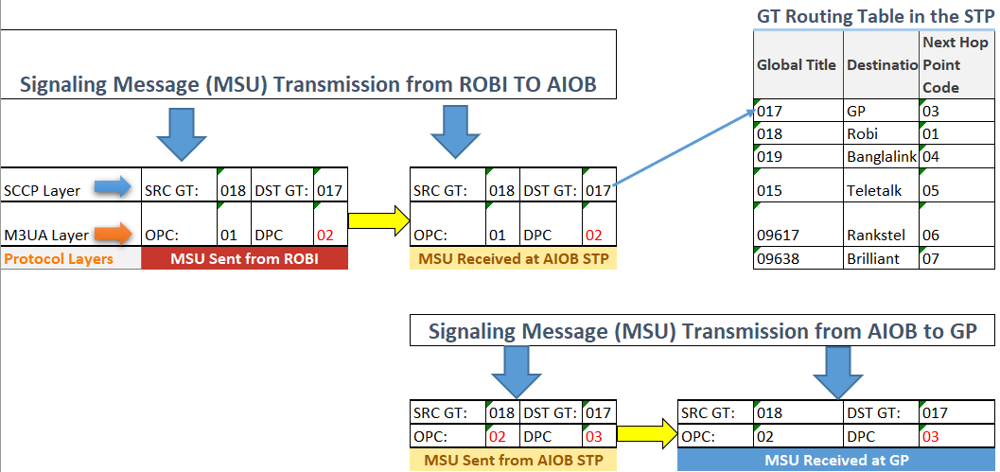 GT Routing Table in the STP
Signaling Message (MSU) Transmission from ROBI TO AIOB
Global Title Destinatio Next Hop Point Code
017 GP 03
018 Robi 01
019 Banglalink 04
015 Teletalk 05
09617 Rankstel 06
09638 Brilliant 07
SCCP Layer SRC GT: 018 DST GT: 017
M3UA Layer OPC: 01 DPC 02
Protocol Layers MSU Sent from ROBI
SRC GT: 018 DST GT: 017
OPC: 01 DPC 02
MSU Received at AIOB STP
Signaling Message (MSU) Transmission from AIOB to GP
SRC GT: 018 DST GT: 017
OPC: 02 DPC 03
MSU Sent from AIOB STP
SRC GT: 018 DST GT: 017
OPC: 02 DPC 03
MSU Received at GP